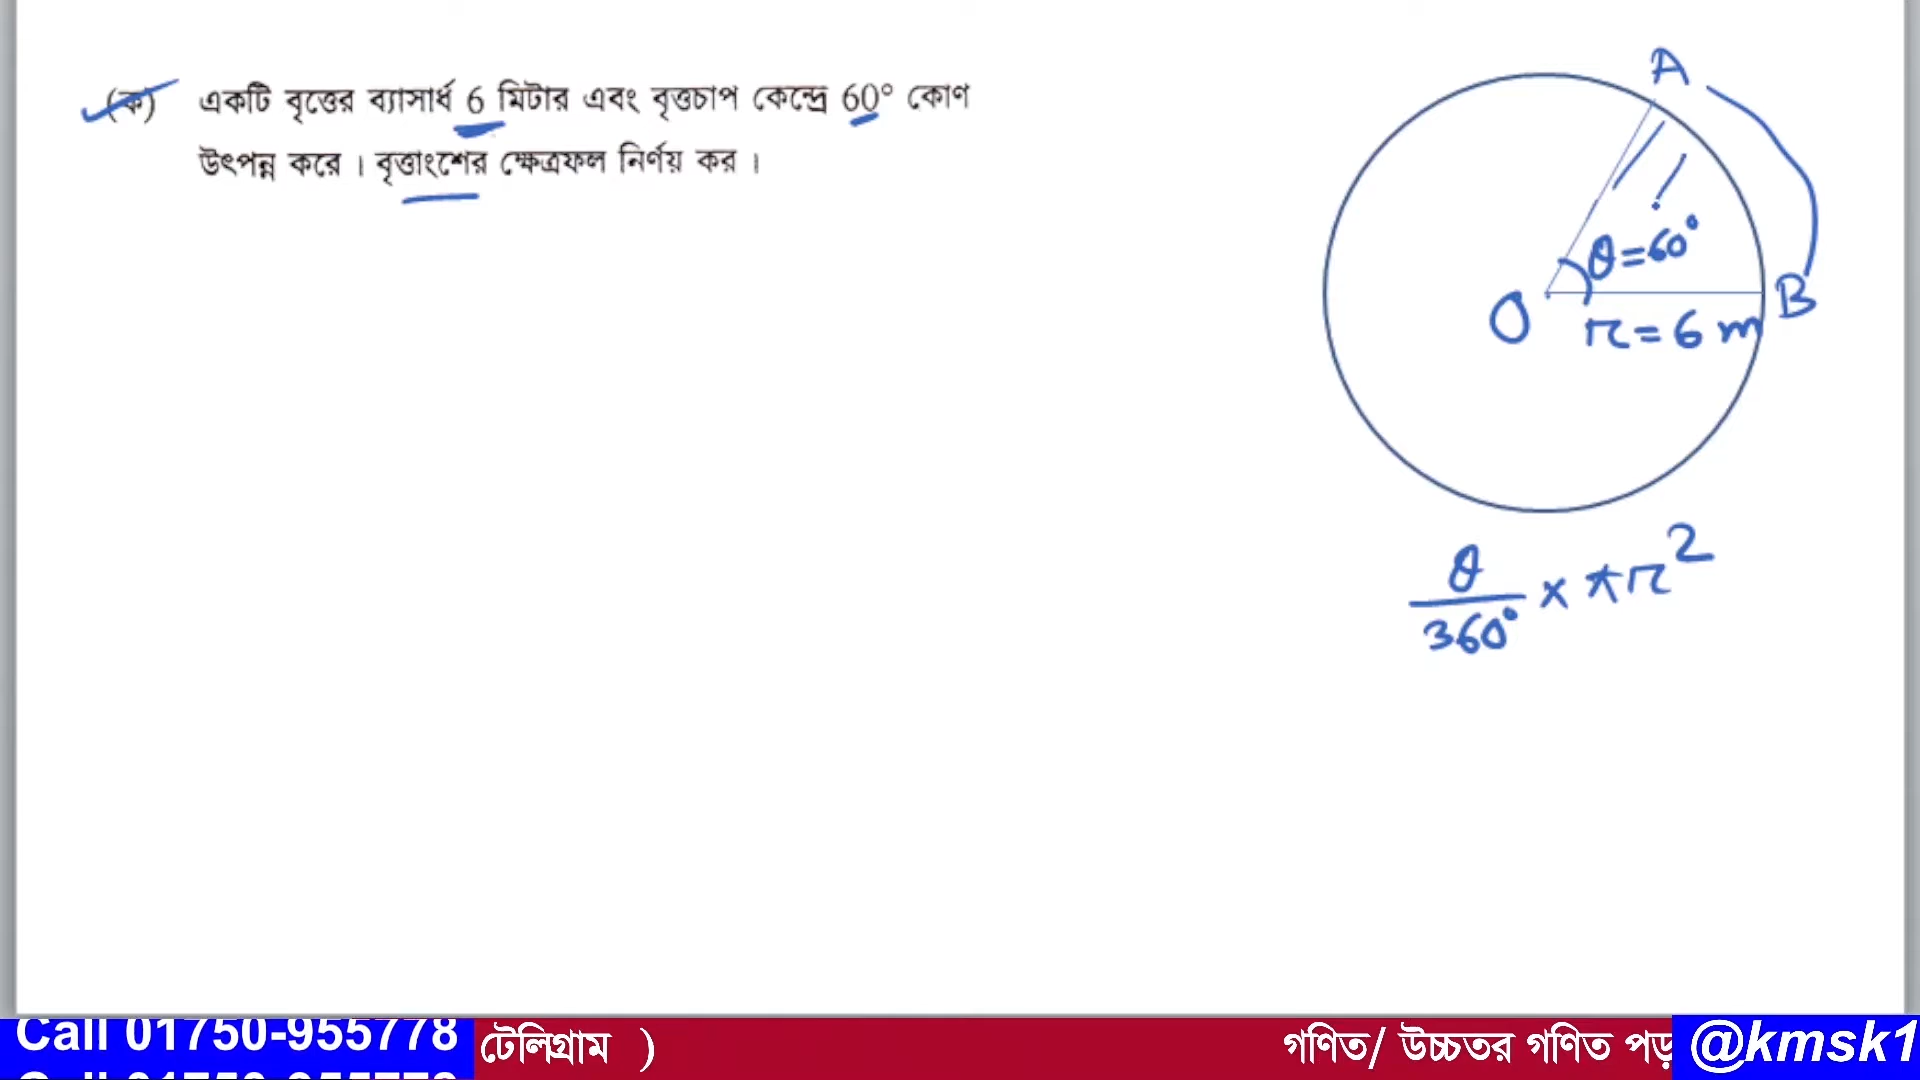 (ক) একটি বৃত্তের ব্যাসার্ধ 6 মিটার এবং বৃত্তচাপ কেন্দ্রে 60° কোণ
উৎপন্ন করে । বৃত্তাংশের ক্ষেত্রফল নির্ণয় কর ।
A
θ = 60°
O
B
r = 6 m
θ/360° × πr²
Call 01750-955778
টেলিগ্রাম )
গণিত/ উচ্চতর গণিত পড়
@kmsk1